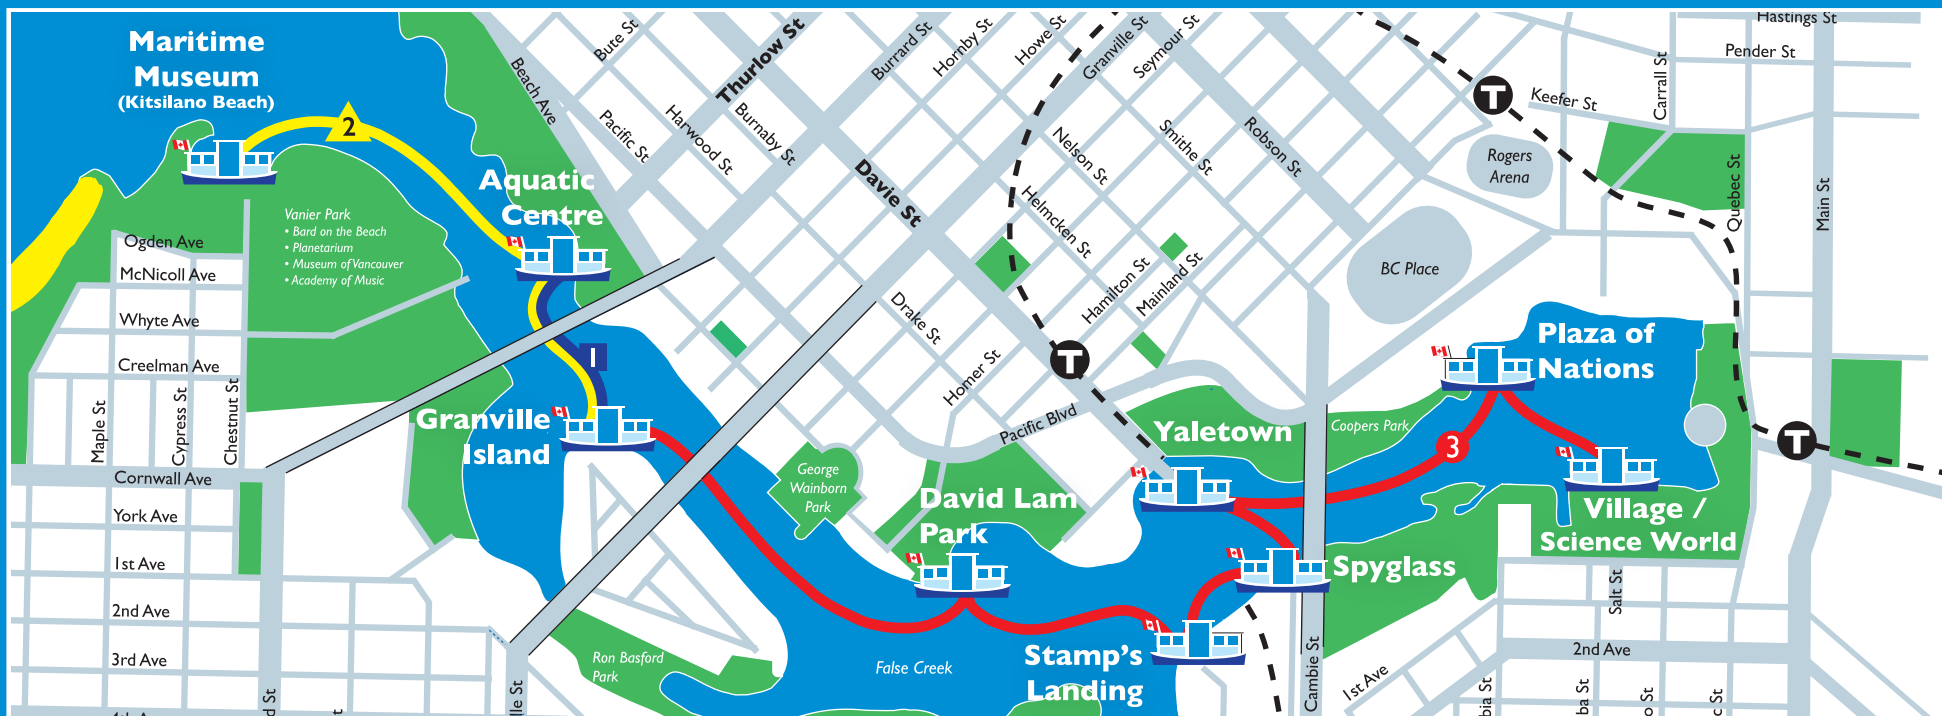 Maritime
Museum
(Kitsilano Beach)
2
Vanier Park
• Bard on the Beach
• Planetarium
• Museum of Vancouver
• Academy of Music
Ogden Ave
McNicoll Ave
Whyte Ave
Creelman Ave
Maple St
Cypress St
Chestnut St
Cornwall Ave
York Ave
1st Ave
2nd Ave
3rd Ave
Aquatic
Centre
1
Granville
Island
Beach Ave
Bute St
Pacific St
Harwood St
Thurlow St
Burnaby St
Burrard St
Hornby St
Howe St
Granville St
Seymour St
Davie St
Nelson St
Smithe St
Robson St
Helmcken St
Hamilton St
Mainland St
Drake St
Homer St
Pacific Blvd
T
T
T
Keefer St
Carrall St
Hastings St
Pender St
Quebec St
Main St
Rogers
Arena
BC Place
Plaza of
Nations
Coopers Park
3
Yaletown
George
Wainborn
Park
David Lam
Park
Village /
Science World
Spyglass
Stamp's
Landing
Ron Basford
Park
False Creek
Cambie St
1st Ave
2nd Ave
Salt St